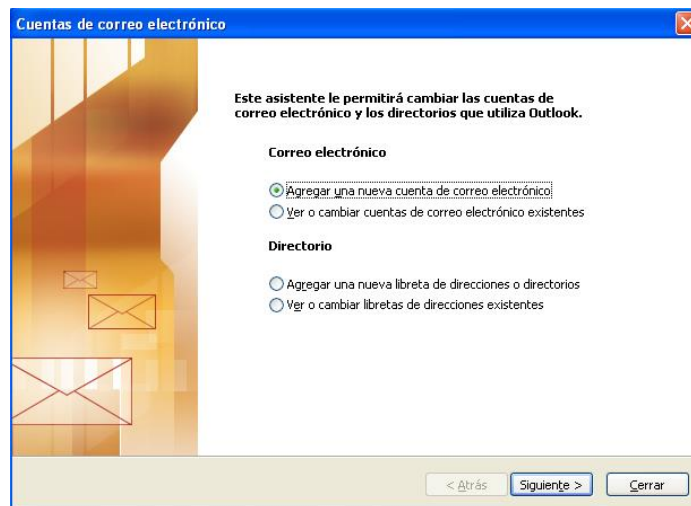 Cuentas de correo electrónico
Este asistente le permitirá cambiar las cuentas de
correo electrónico y los directorios que utiliza Outlook.
Correo electrónico
Agregar una nueva cuenta de correo electrónico
Ver o cambiar cuentas de correo electrónico existentes
Directorio
Agregar una nueva libreta de direcciones o directorios
Ver o cambiar libretas de direcciones existentes
< Atrás
Siguiente >
Cerrar